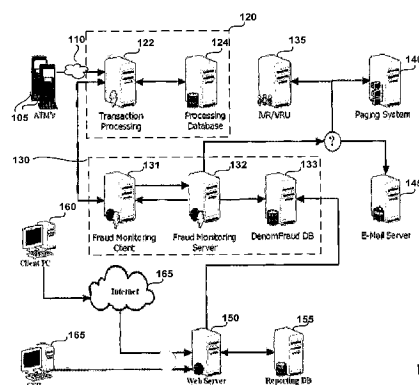 120
110
122
124
135
140
105
ATM's
Transaction
Processing
Processing
Database
IVR/VRU
Paging System
?
130
131
132
133
145
Fraud Monitoring
Client
Fraud Monitoring
Server
DenomFraud DB
E-Mail Server
160
Client PC
165
Internet
150
155
165
Web Server
Reporting DB